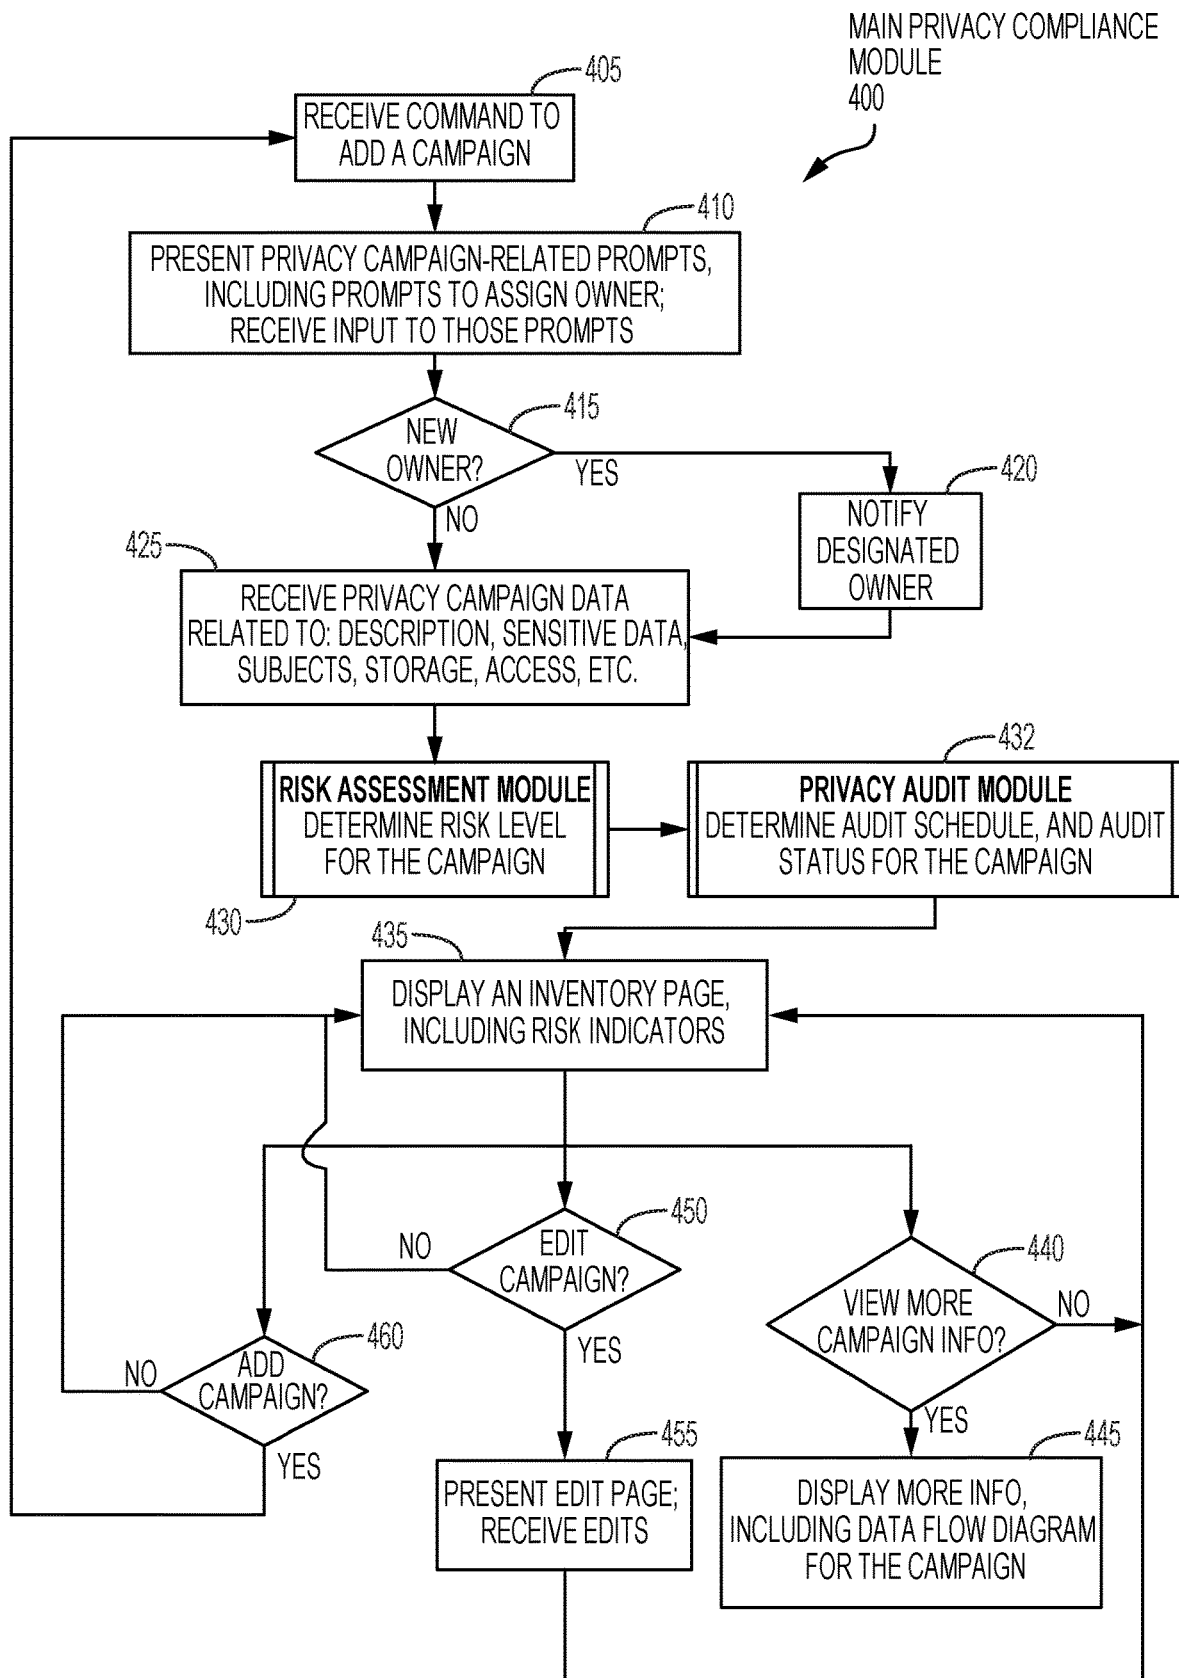 MAIN PRIVACY COMPLIANCE
MODULE
400
405
RECEIVE COMMAND TO
ADD A CAMPAIGN
410
PRESENT PRIVACY CAMPAIGN-RELATED PROMPTS,
INCLUDING PROMPTS TO ASSIGN OWNER;
RECEIVE INPUT TO THOSE PROMPTS
415
NEW
OWNER?
YES
NO
420
NOTIFY
DESIGNATED
OWNER
425
RECEIVE PRIVACY CAMPAIGN DATA
RELATED TO: DESCRIPTION, SENSITIVE DATA,
SUBJECTS, STORAGE, ACCESS, ETC.
RISK ASSESSMENT MODULE
DETERMINE RISK LEVEL
FOR THE CAMPAIGN
430
432
PRIVACY AUDIT MODULE
DETERMINE AUDIT SCHEDULE, AND AUDIT
STATUS FOR THE CAMPAIGN
435
DISPLAY AN INVENTORY PAGE,
INCLUDING RISK INDICATORS
450
EDIT
CAMPAIGN?
NO
YES
440
VIEW MORE
CAMPAIGN INFO?
NO
YES
460
ADD
CAMPAIGN?
NO
YES
455
PRESENT EDIT PAGE;
RECEIVE EDITS
445
DISPLAY MORE INFO,
INCLUDING DATA FLOW DIAGRAM
FOR THE CAMPAIGN